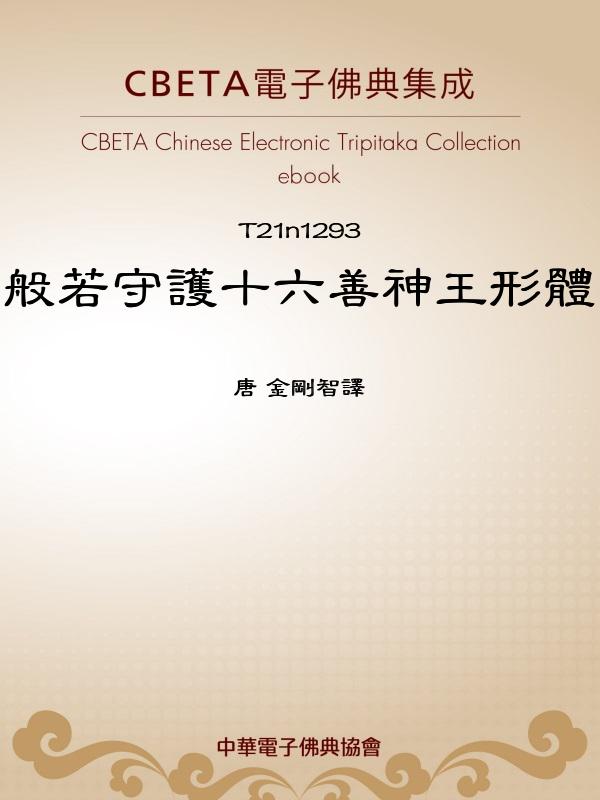 CBETA電子佛典集成
CBETA Chinese Electronic Tripitaka Collection
ebook
T21n1293
般若守護十六善神王形體
唐 金剛智譯
中華電子佛典協會